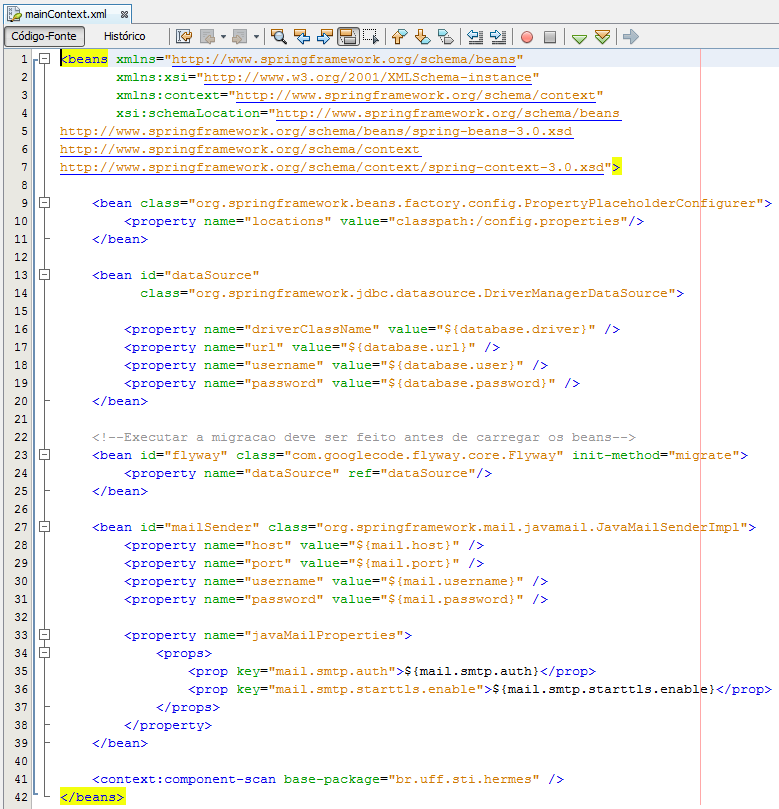 mainContext.xml
Código-Fonte Histórico
1 <beans xmlns="http://www.springframework.org/schema/beans"
2 xmlns:xsi="http://www.w3.org/2001/XMLSchema-instance"
3 xmlns:context="http://www.springframework.org/schema/context"
4 xsi:schemaLocation="http://www.springframework.org/schema/beans
5 http://www.springframework.org/schema/beans/spring-beans-3.0.xsd
6 http://www.springframework.org/schema/context
7 http://www.springframework.org/schema/context/spring-context-3.0.xsd">
8
9 <bean class="org.springframework.beans.factory.config.PropertyPlaceholderConfigurer">
10 <property name="locations" value="classpath:/config.properties"/>
11 </bean>
12
13 <bean id="dataSource"
14 class="org.springframework.jdbc.datasource.DriverManagerDataSource">
15
16 <property name="driverClassName" value="${database.driver}" />
17 <property name="url" value="${database.url}" />
18 <property name="username" value="${database.user}" />
19 <property name="password" value="${database.password}" />
20 </bean>
21
22 <!--Executar a migracao deve ser feito antes de carregar os beans-->
23 <bean id="flyway" class="com.googlecode.flyway.core.Flyway" init-method="migrate">
24 <property name="dataSource" ref="dataSource"/>
25 </bean>
26
27 <bean id="mailSender" class="org.springframework.mail.javamail.JavaMailSenderImpl">
28 <property name="host" value="${mail.host}" />
29 <property name="port" value="${mail.port}" />
30 <property name="username" value="${mail.username}" />
31 <property name="password" value="${mail.password}" />
32
33 <property name="javaMailProperties">
34 <props>
35 <prop key="mail.smtp.auth">${mail.smtp.auth}</prop>
36 <prop key="mail.smtp.starttls.enable">${mail.smtp.starttls.enable}</prop>
37 </props>
38 </property>
39 </bean>
40
41 <context:component-scan base-package="br.uff.sti.hermes" />
42 </beans>